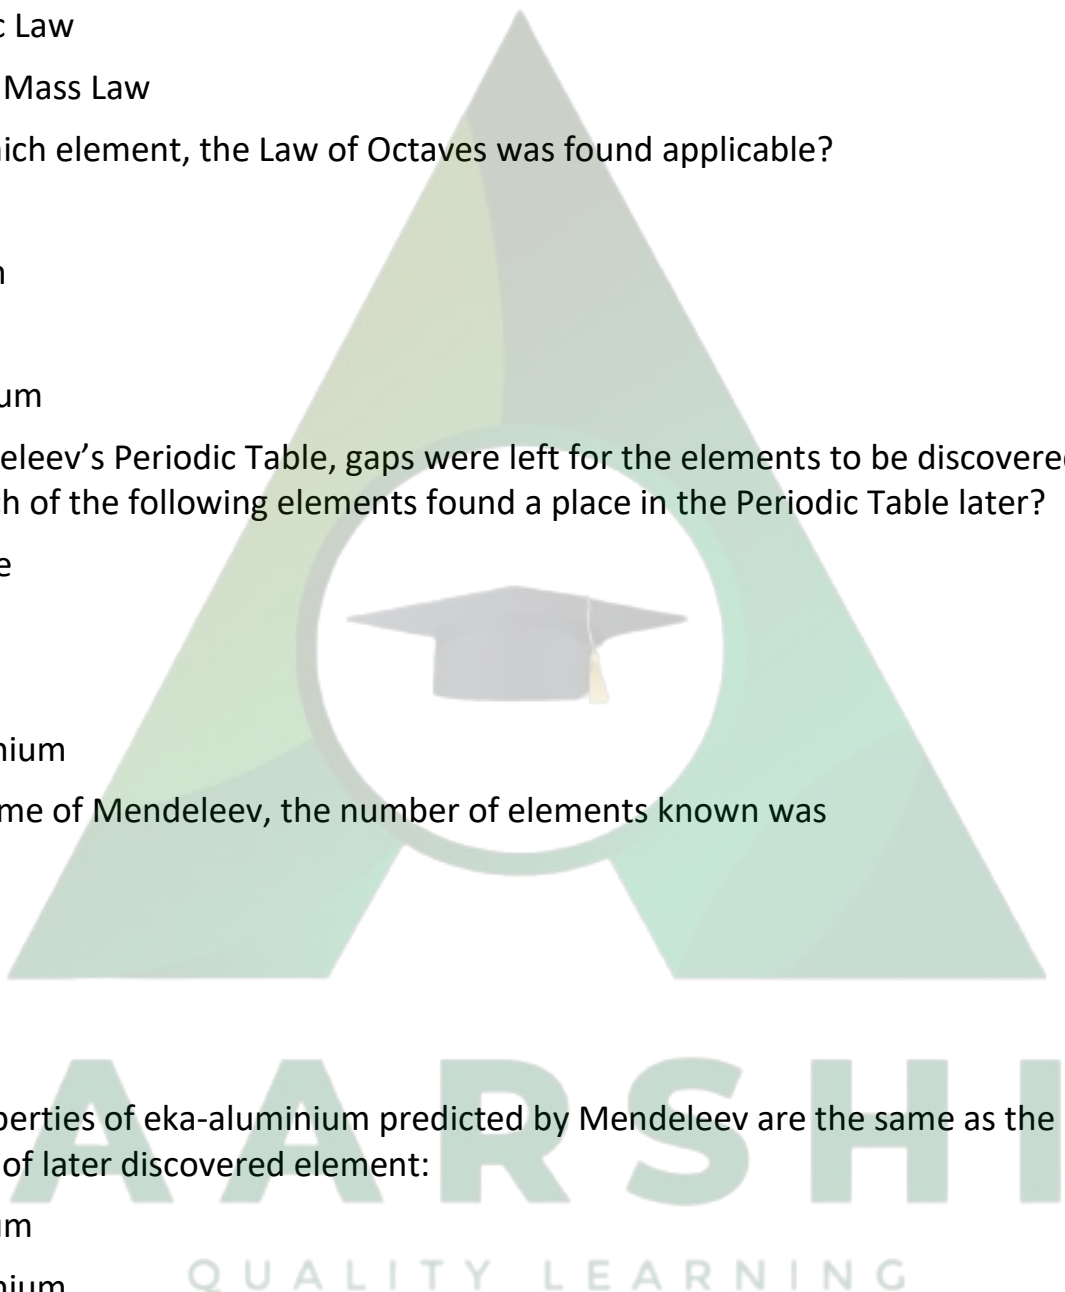 c Law
Mass Law
ich element, the Law of Octaves was found applicable?
um
eleev’s Periodic Table, gaps were left for the elements to be discovered
h of the following elements found a place in the Periodic Table later?
e
nium
me of Mendeleev, the number of elements known was
perties of eka-aluminium predicted by Mendeleev are the same as the
of later discovered element:
um
nium
AARSHI
QUALITY LEARNING